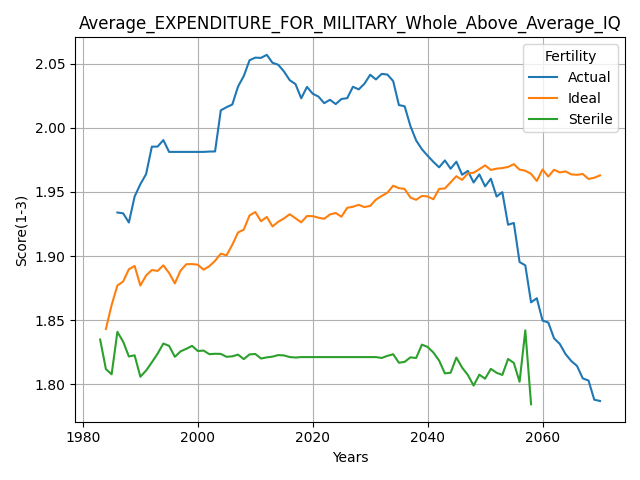 Average_EXPENDITURE_FOR_MILITARY_Whole_Above_Average_IQ
Fertility
Actual
Ideal
Sterile
Score(1-3)
2.05
2.00
1.95
1.90
1.85
1.80
1980 2000 2020 2040 2060
Years